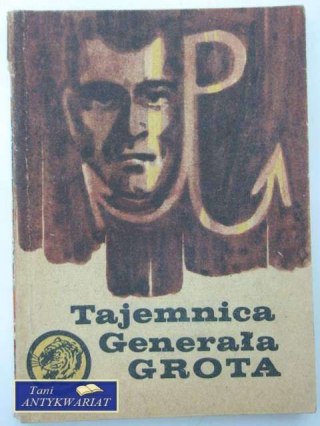 Tajemnica
Generała
GROTA
Tani
ANTYKWARIAT